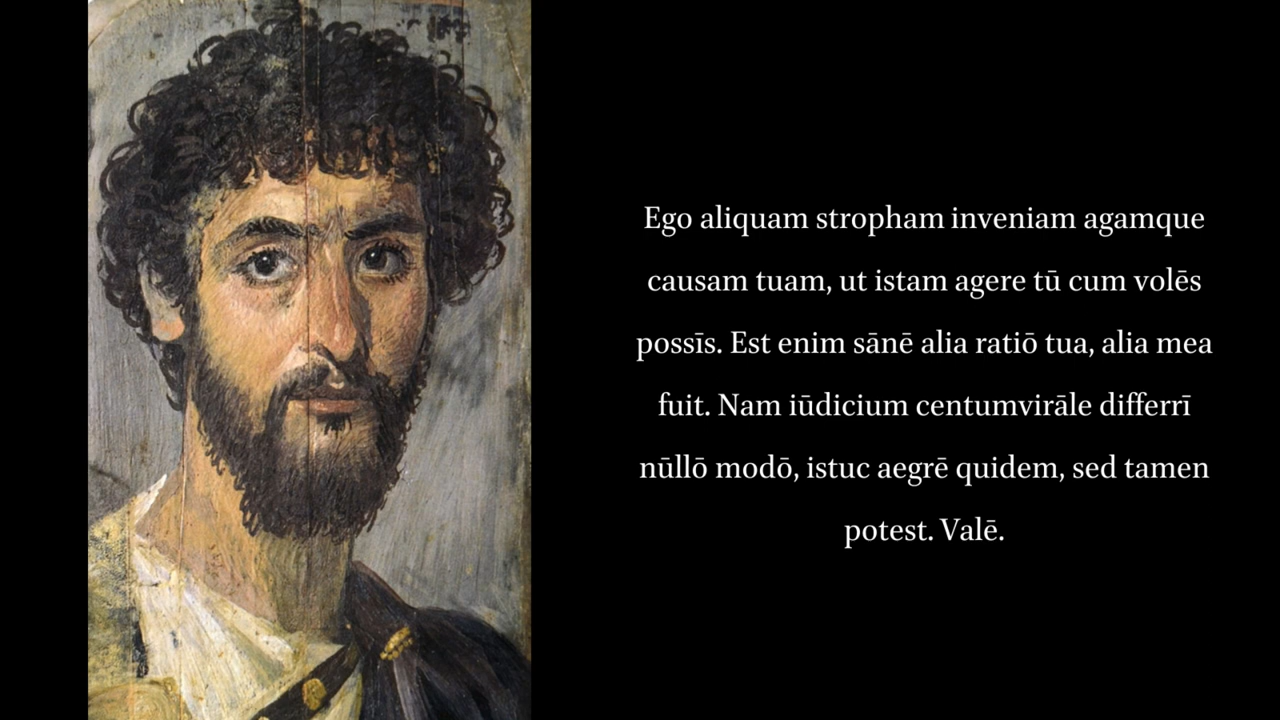 Ego aliquam stropham inveniam agamque
causam tuam, ut istam agere tū cum volēs
possīs. Est enim sānē alia ratiō tua, alia mea
fuit. Nam iūdicium centumvirāle differrī
nūllō modō, istuc aegrē quidem, sed tamen
potest. Valē.